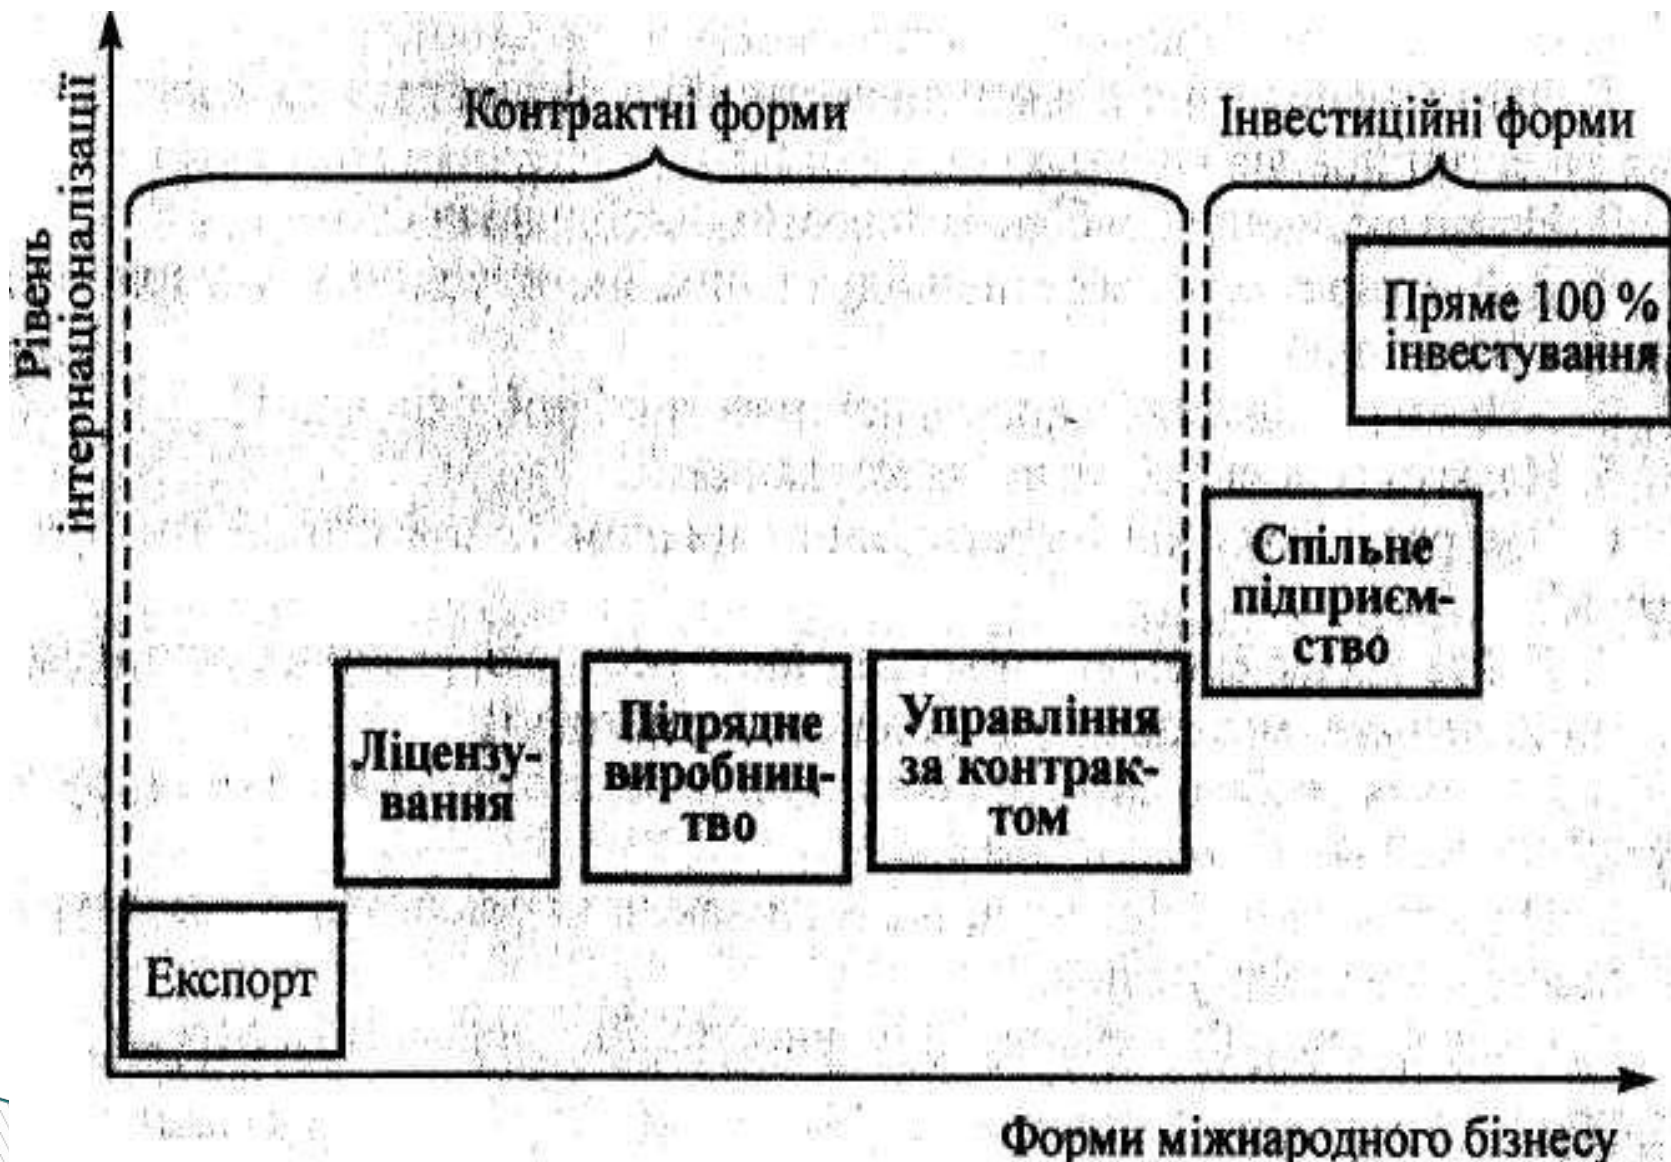 Рівень
інтернаціоналізації
Контрактні форми
Інвестиційні форми
Пряме 100 %
інвестування
Спільне
підприєм-
ство
Ліцензу-
вання
Підрядне
виробниц-
тво
Управління
за контрак-
том
Експорт
Форми міжнародного бізнесу